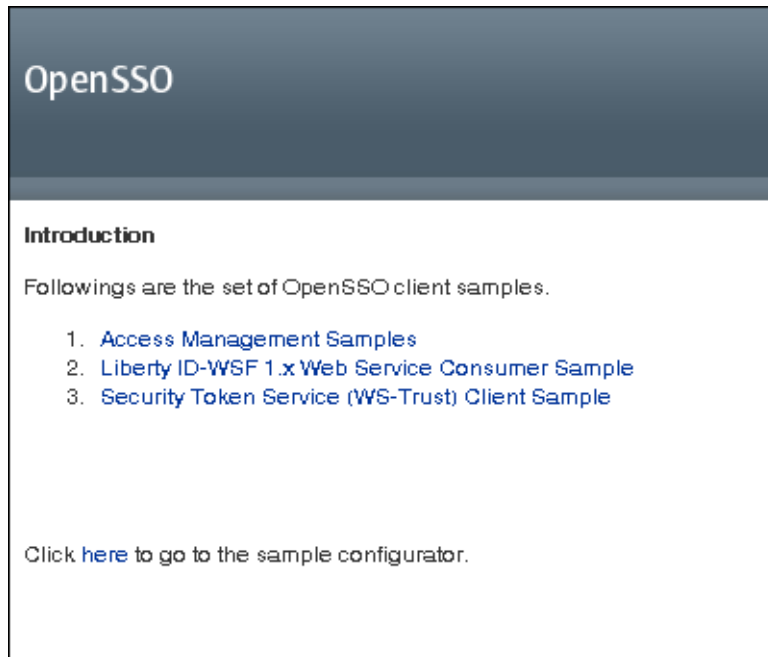 OpenSSO
Introduction
Followings are the set of OpenSSO client samples.
1. Access Management Samples
2. Liberty ID-WSF 1.x Web Service Consumer Sample
3. Security Token Service (WS-Trust) Client Sample
Click here to go to the sample configurator.